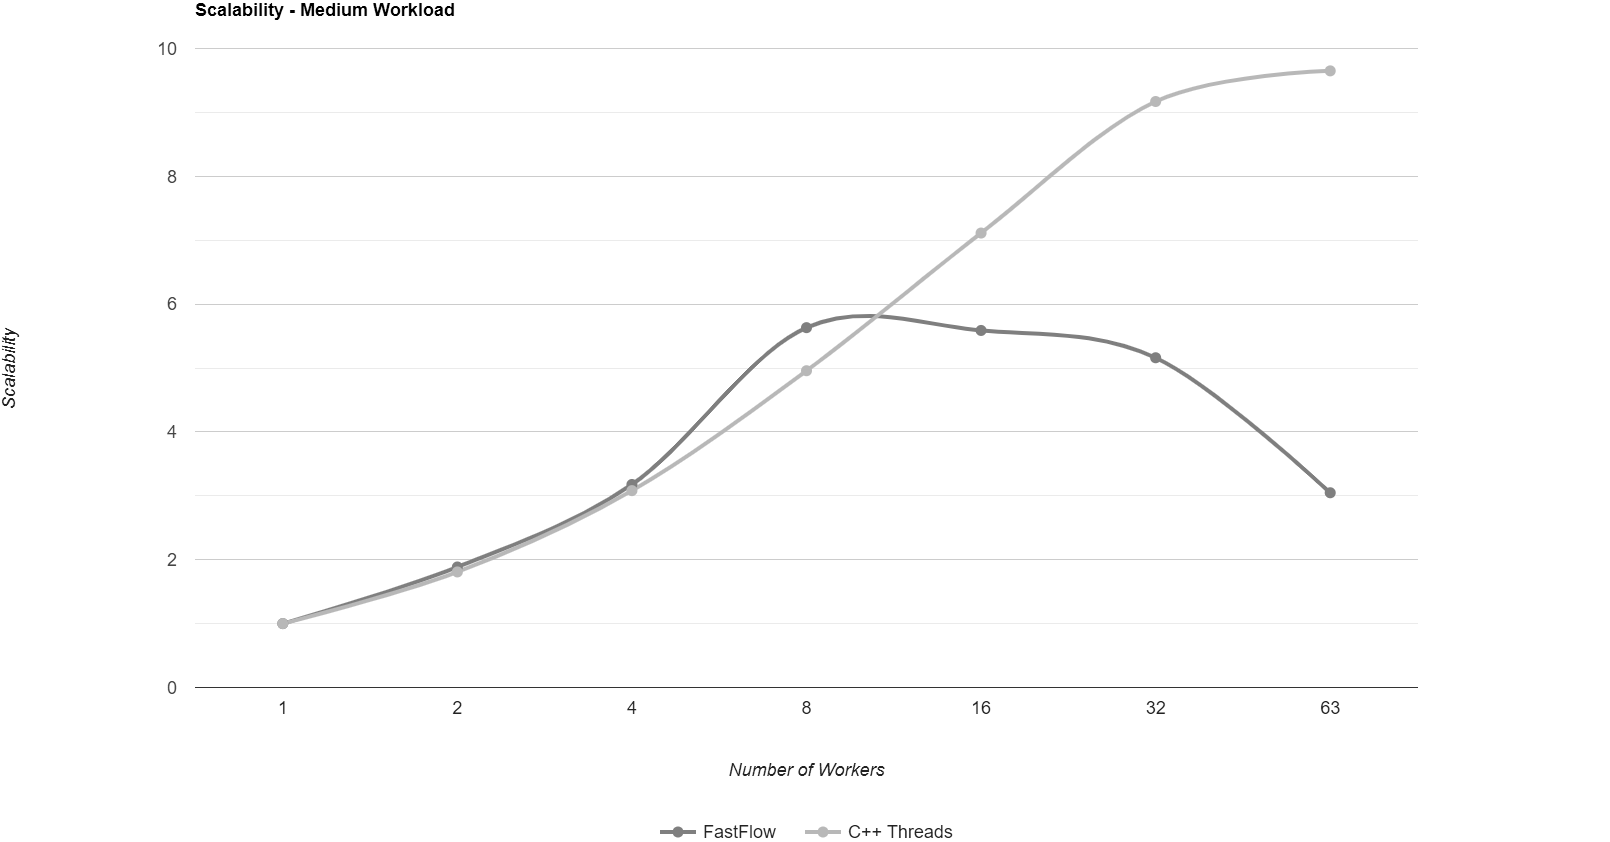 Scalability - Medium Workload
10
8
6
4
2
0
Scalability
1 2 4 8 16 32 63
Number of Workers
FastFlow C++ Threads